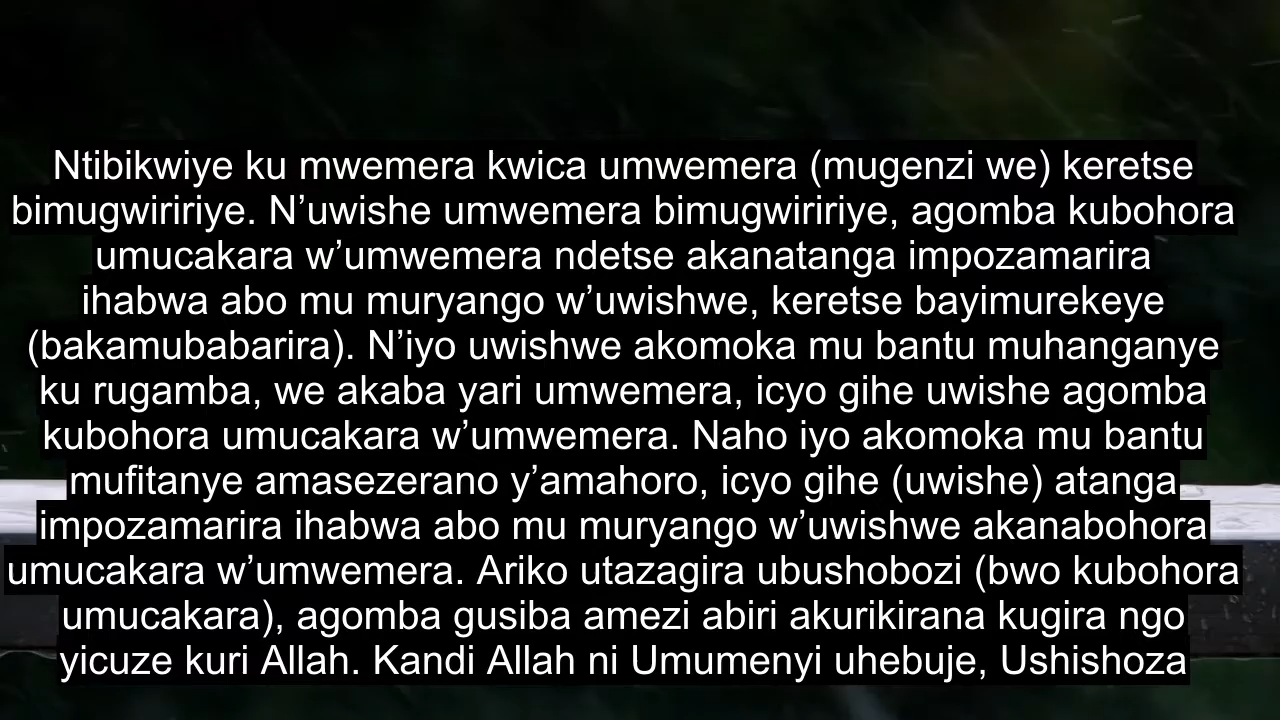 Ntibikwiye ku mwemera kwica umwemera (mugenzi we) keretse
bimugwiririye. N’uwishe umwemera bimugwiririye, agomba kubohora
umucakara w’umwemera ndetse akanatanga impozamarira
ihabwa abo mu muryango w’uwishwe, keretse bayimurekeye
(bakamubabarira). N’iyo uwishwe akomoka mu bantu muhanganye
ku rugamba, we akaba yari umwemera, icyo gihe uwishe agomba
kubohora umucakara w’umwemera. Naho iyo akomoka mu bantu
mufitanye amasezerano y’amahoro, icyo gihe (uwishe) atanga
impozamarira ihabwa abo mu muryango w’uwishwe akanabohora
umucakara w’umwemera. Ariko utazagira ubushobozi (bwo kubohora
umucakara), agomba gusiba amezi abiri akurikirana kugira ngo
yicuze kuri Allah. Kandi Allah ni Umumenyi uhebuje, Ushishoza